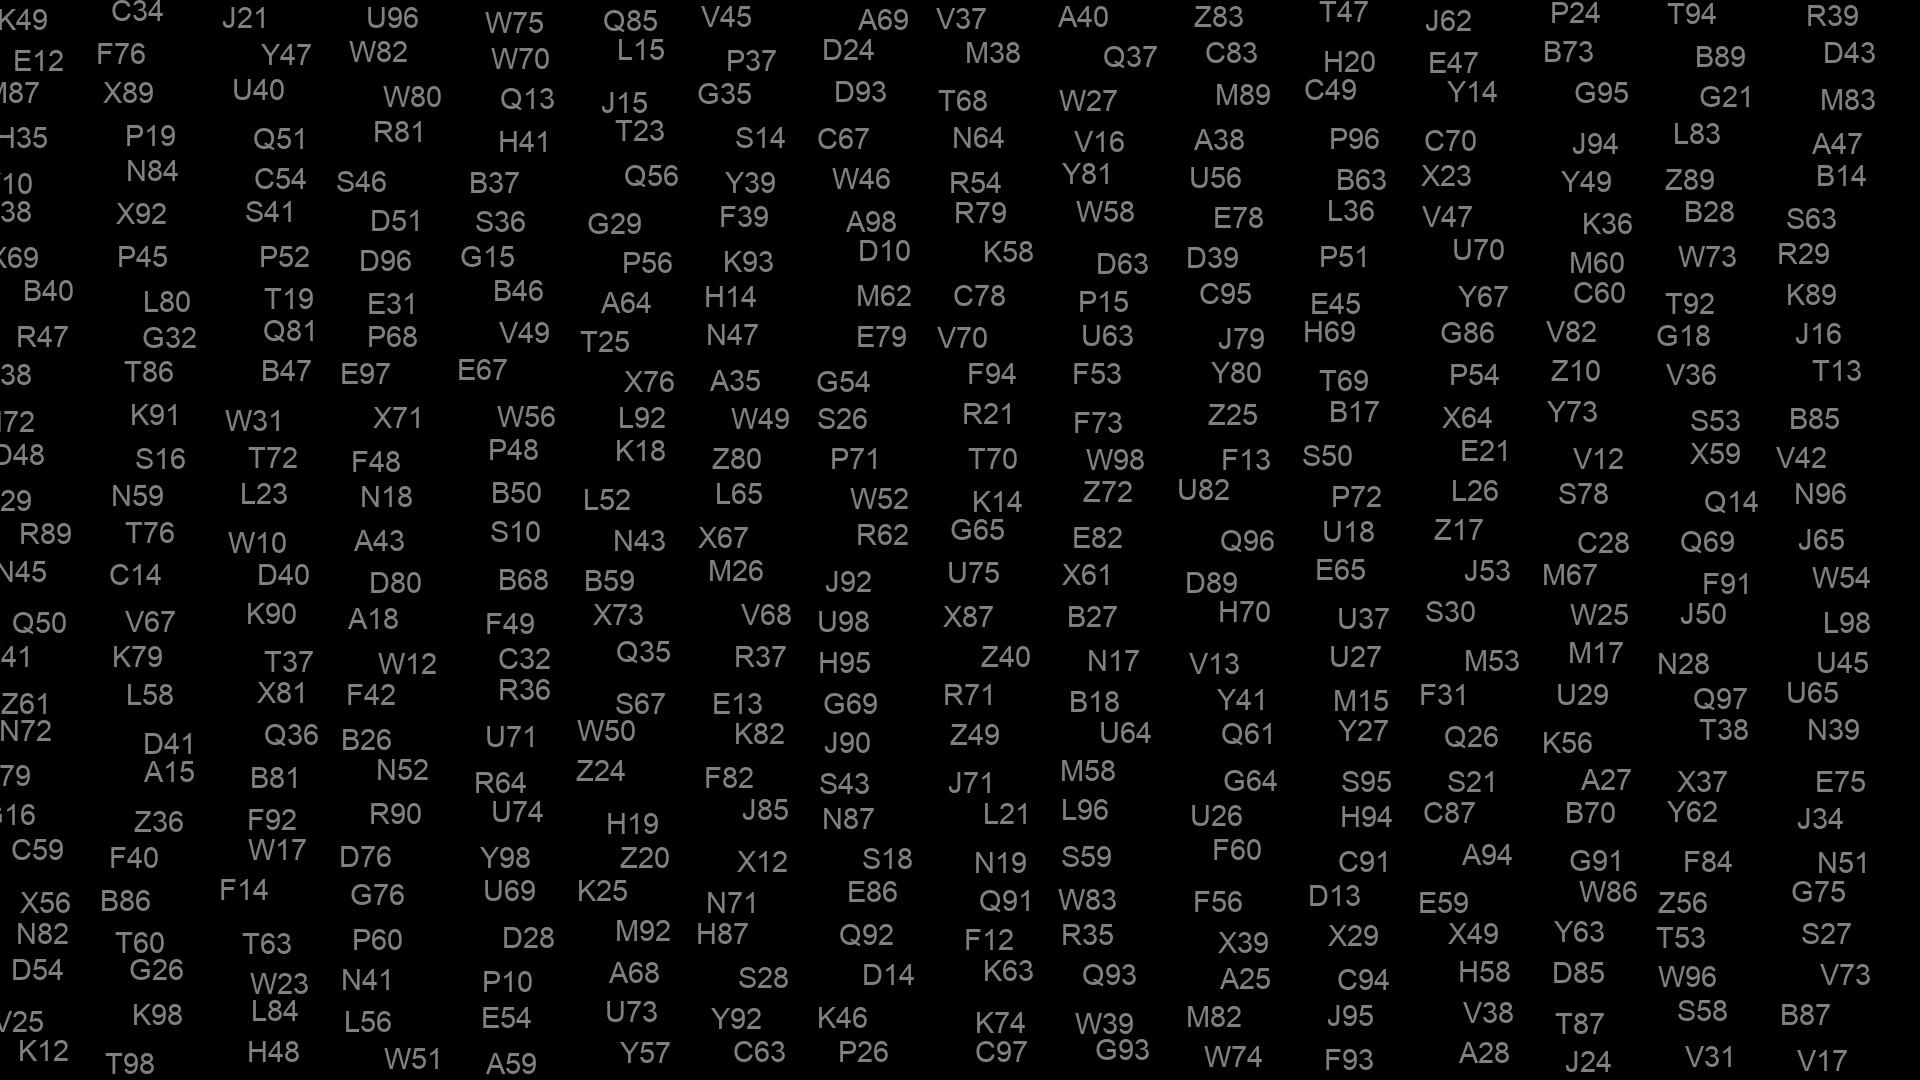 K49 C34 J21 U96 W75 Q85 V45 A69 V37 A40 Z83 T47 J62 P24 T94 R39
E12 F76 Y47 W82 W70 L15 P37 D24 M38 Q37 C83 H20 E47 B73 B89 D43
M87 X89 U40 W80 Q13 J15 G35 D93 T68 W27 M89 C49 Y14 G95 G21 M83
H35 P19 Q51 R81 H41 T23 S14 C67 N64 V16 A38 P96 C70 J94 L83 A47
10 N84 C54 S46 B37 Q56 Y39 W46 R54 Y81 U56 B63 X23 Y49 Z89 B14
38 X92 S41 D51 S36 G29 F39 A98 R79 W58 E78 L36 V47 K36 B28 S63
X69 P45 P52 D96 G15 P56 K93 D10 K58 D63 D39 P51 U70 M60 W73 R29
B40 L80 T19 E31 B46 A64 H14 M62 C78 P15 C95 E45 Y67 C60 T92 K89
R47 G32 Q81 P68 V49 T25 N47 E79 V70 U63 J79 H69 G86 V82 G18 J16
38 T86 B47 E97 E67 X76 A35 G54 F94 F53 Y80 T69 P54 Z10 V36 T13
72 K91 W31 X71 W56 L92 W49 S26 R21 F73 Z25 B17 X64 Y73 S53 B85
D48 S16 T72 F48 P48 K18 Z80 P71 T70 W98 F13 S50 E21 V12 X59 V42
29 N59 L23 N18 B50 L52 L65 W52 K14 Z72 U82 P72 L26 S78 Q14 N96
R89 T76 W10 A43 S10 N43 X67 R62 G65 E82 Q96 U18 Z17 C28 Q69 J65
N45 C14 D40 D80 B68 B59 M26 J92 U75 X61 D89 E65 J53 M67 F91 W54
Q50 V67 K90 A18 F49 X73 V68 U98 X87 B27 H70 U37 S30 W25 J50 L98
41 K79 T37 W12 C32 Q35 R37 H95 Z40 N17 V13 U27 M53 M17 N28 U45
Z61 L58 X81 F42 R36 S67 E13 G69 R71 B18 Y41 M15 F31 U29 Q97 U65
N72 D41 Q36 B26 U71 W50 K82 J90 Z49 U64 Q61 Y27 Q26 K56 T38 N39
79 A15 B81 N52 R64 Z24 F82 S43 J71 M58 G64 S95 S21 A27 X37 E75
16 Z36 F92 R90 U74 H19 J85 N87 L21 L96 U26 H94 C87 B70 Y62 J34
C59 F40 W17 D76 Y98 Z20 X12 S18 N19 S59 F60 C91 A94 G91 F84 N51
X56 B86 F14 G76 U69 K25 N71 E86 Q91 W83 F56 D13 E59 W86 Z56 G75
N82 T60 T63 P60 D28 M92 H87 Q92 F12 R35 X39 X29 X49 Y63 T53 S27
D54 G26 W23 N41 P10 A68 S28 D14 K63 Q93 A25 C94 H58 D85 W96 V73
V25 K98 L84 L56 E54 U73 Y92 K46 K74 W39 M82 J95 V38 T87 S58 B87
K12 T98 H48 W51 A59 Y57 C63 P26 C97 G93 W74 F93 A28 J24 V31 V17